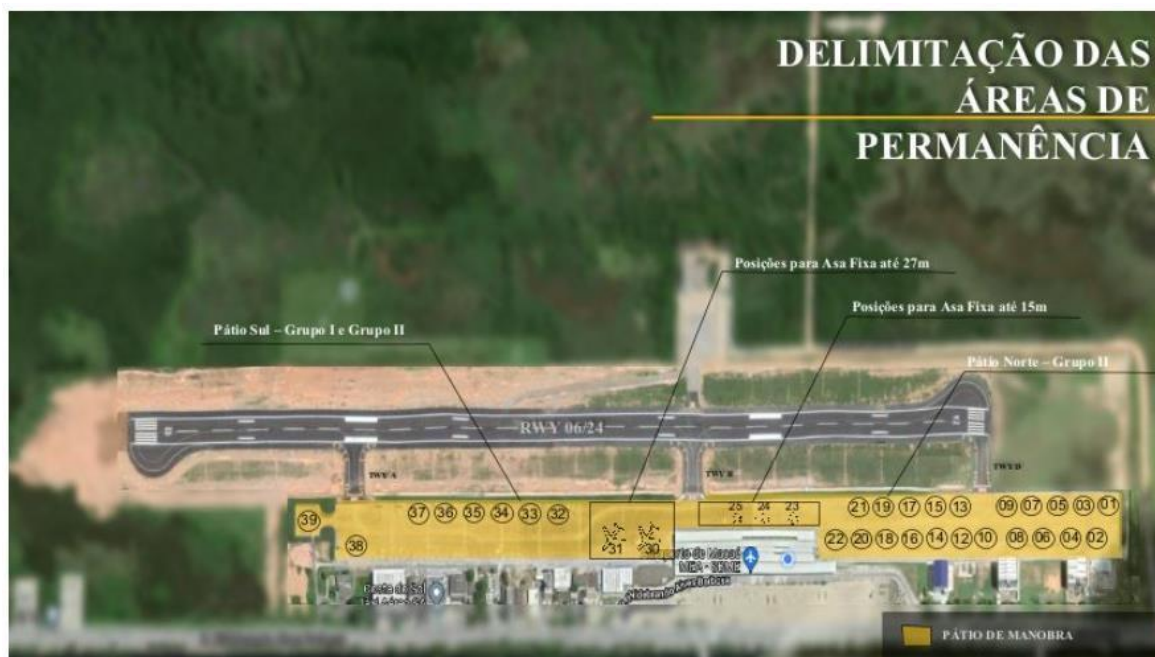 DELIMITAÇÃO DAS
ÁREAS DE
PERMANÊNCIA
Posições para Asa Fixa até 27m
Posições para Asa Fixa até 15m
Pátio Sul – Grupo I e Grupo II
Pátio Norte – Grupo II
RWY 06/24
TWY A
TWY B
TWY D
39 37 36 35 34 33 32 25 24 23 21 19 17 15 13 09 07 05 03 01
38 31 30 22 20 18 16 14 12 10 08 06 04 02
PÁTIO DE MANOBRA